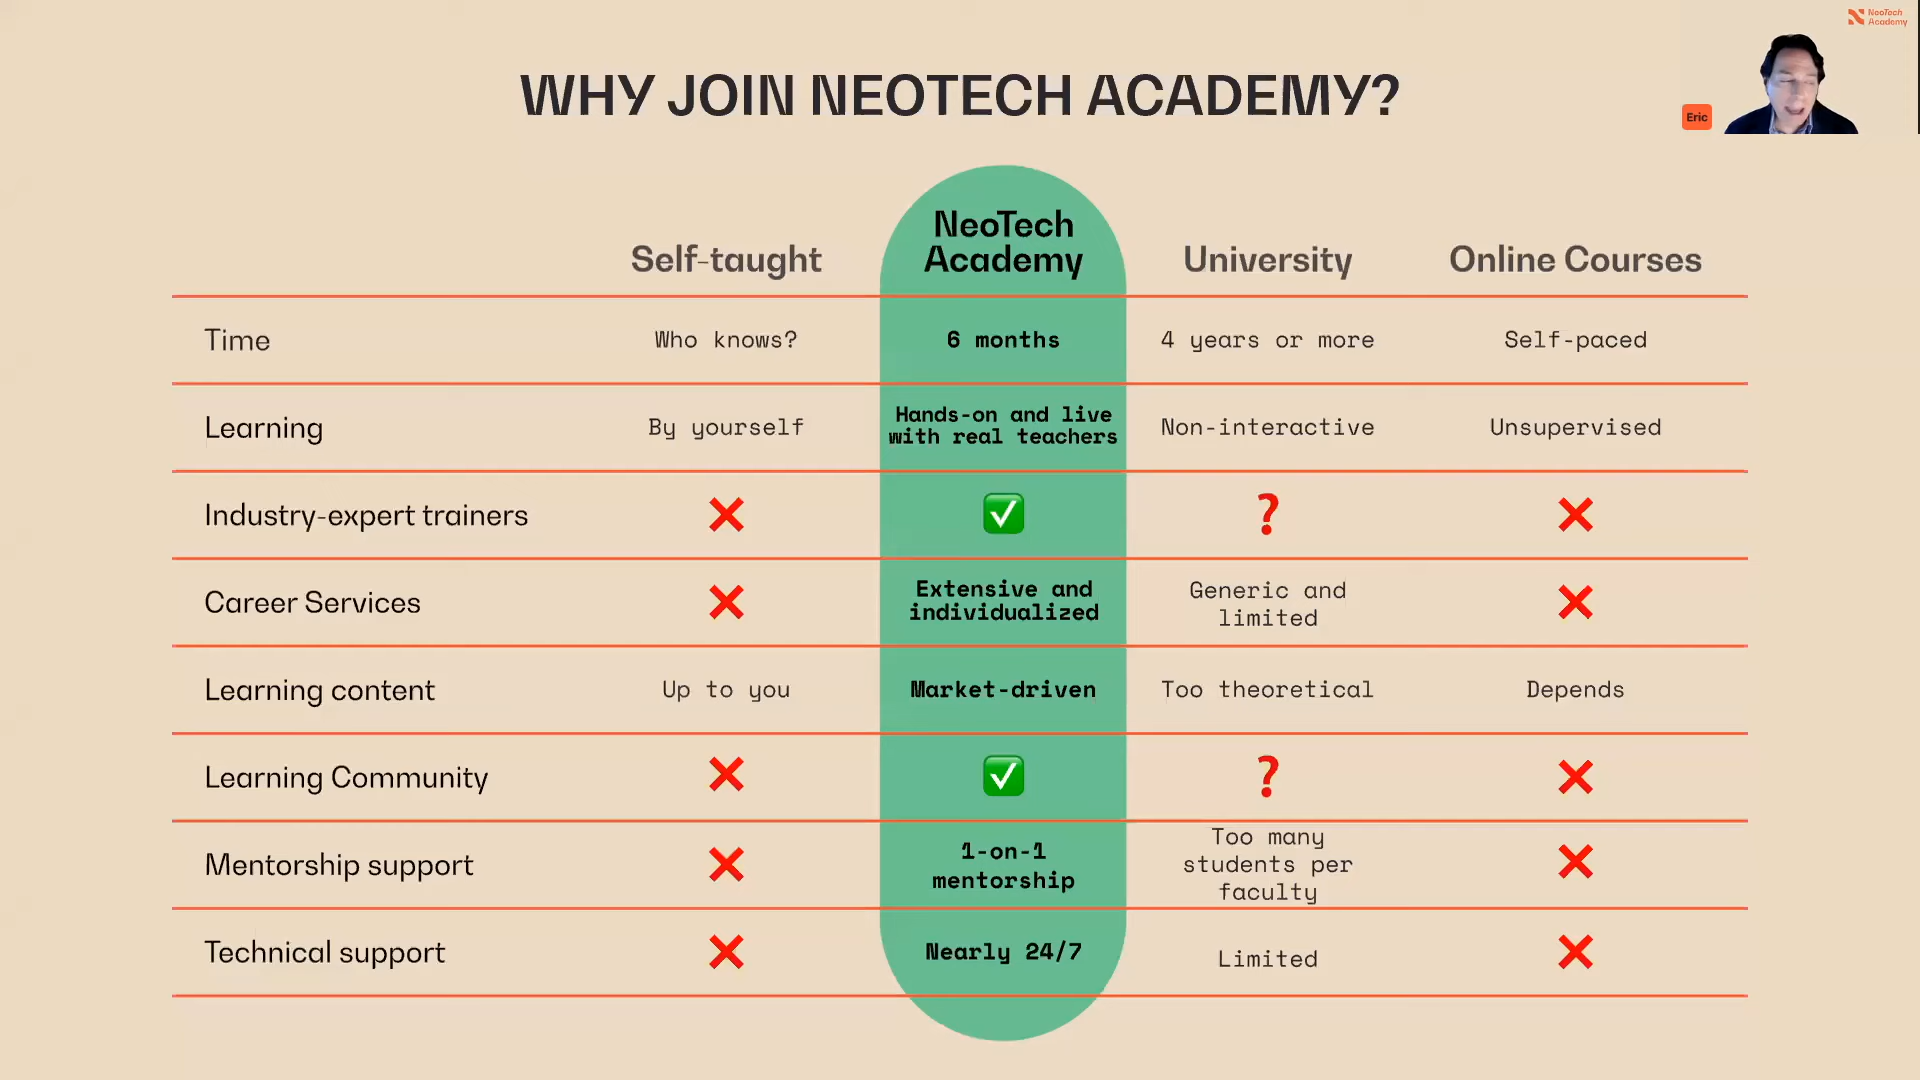 NeoTech
Academy
WHY JOIN NEOTECH ACADEMY?
Eric
Self-taught
NeoTech
Academy
University
Online Courses
Time
Who knows?
6 months
4 years or more
Self-paced
Learning
By yourself
Hands-on and live
with real teachers
Non-interactive
Unsupervised
Industry-expert trainers
❌
✅
❓
❌
Career Services
❌
Extensive and
individualized
Generic and
limited
❌
Learning content
Up to you
Market-driven
Too theoretical
Depends
Learning Community
❌
✅
❓
❌
Mentorship support
❌
1-on-1
mentorship
Too many
students per
faculty
❌
Technical support
❌
Nearly 24/7
Limited
❌